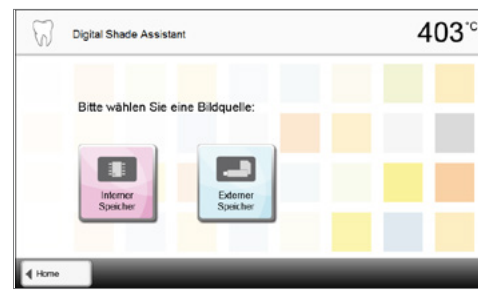 Digital Shade Assistant
403°C
Bitte wählen Sie eine Bildquelle:
Interner
Speicher
Externer
Speicher
Home